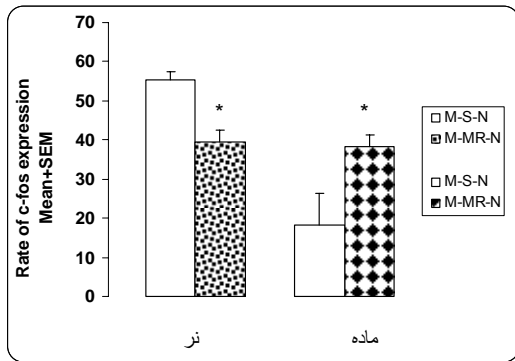 Rate of c-fos expression
Mean+SEM
70
60
50
40
30
20
10
0
*
*
نر
ماده
M-S-N
M-MR-N
M-S-N
M-MR-N